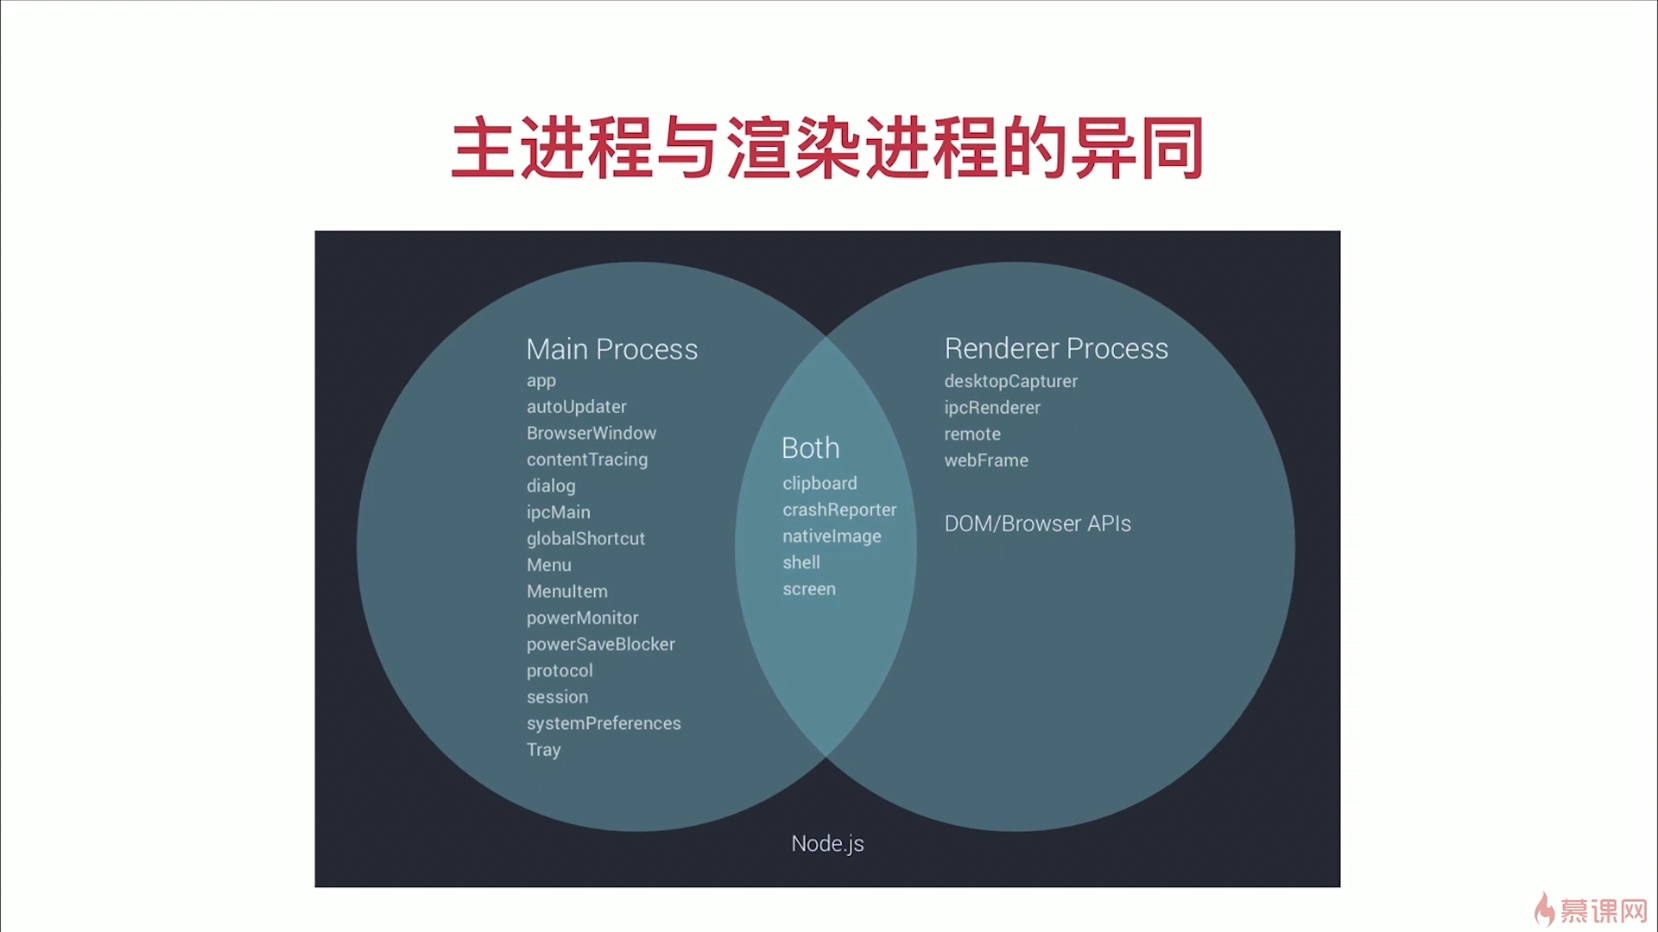 主进程与渲染进程的异同
Main Process
app
autoUpdater
BrowserWindow
contentTracing
dialog
ipcMain
globalShortcut
Menu
MenuItem
powerMonitor
powerSaveBlocker
protocol
session
systemPreferences
Tray
Both
clipboard
crashReporter
nativeImage
shell
screen
Renderer Process
desktopCapturer
ipcRenderer
remote
webFrame
DOM/Browser APIs
Node.js
慕课网